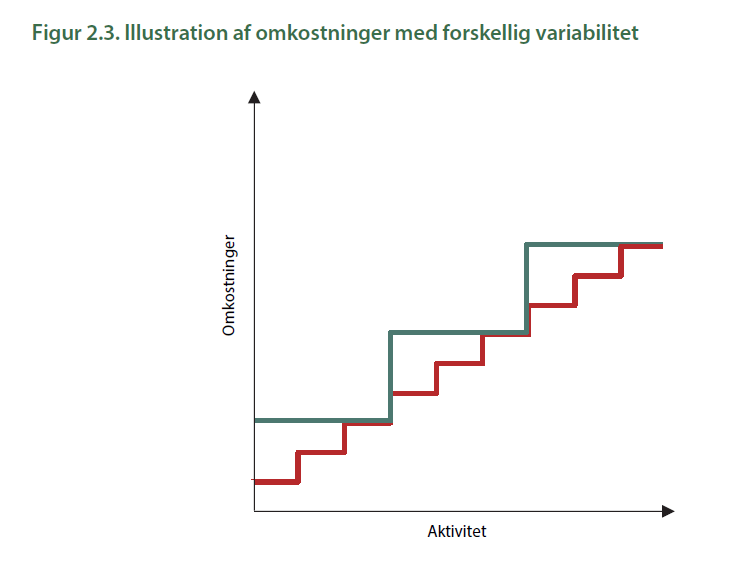 Figur 2.3. Illustration af omkostninger med forskellig variabilitet
Omkostninger
Aktivitet